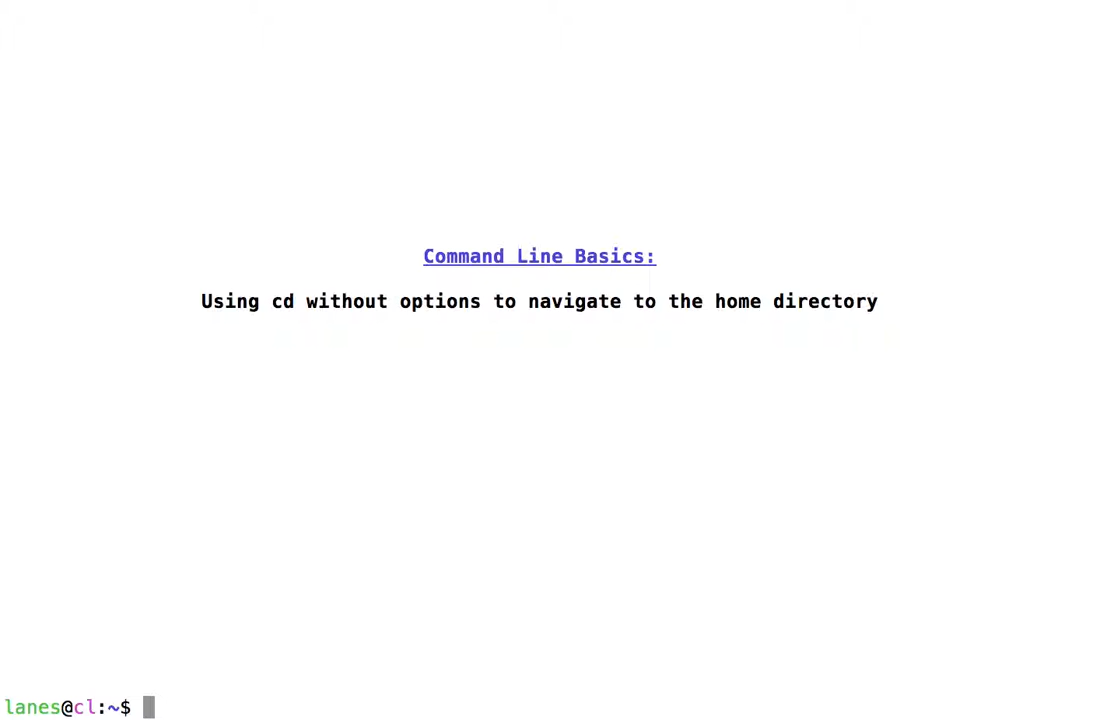 Command Line Basics:
Using cd without options to navigate to the home directory
lanes@cl:~$